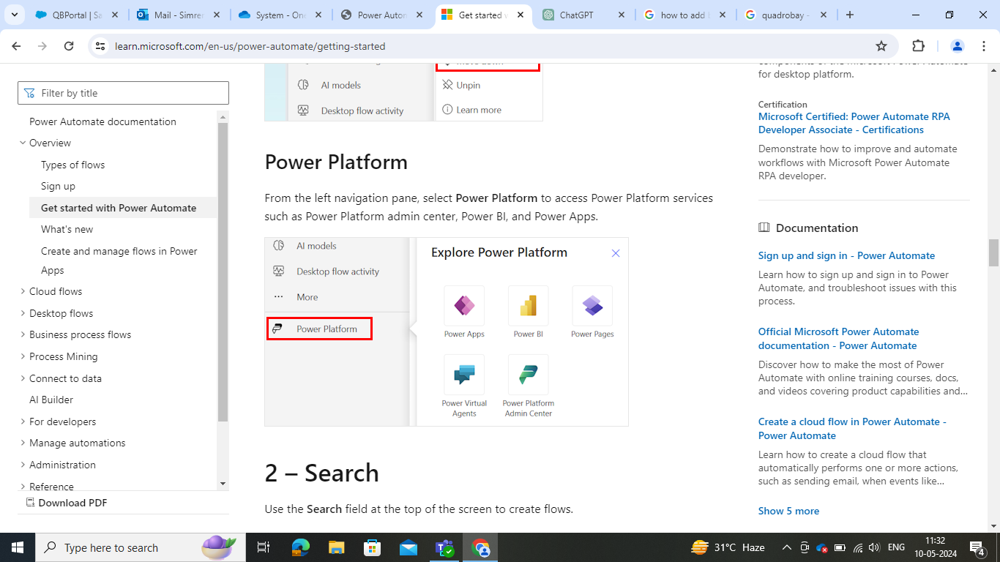 QBPortal | Sa
Mail - Simree
System - One
Power Autom
Get started w
ChatGPT
how to add l
quadrobay -
learn.microsoft.com/en-us/power-automate/getting-started
Filter by title
Power Automate documentation
Overview
Types of flows
Sign up
Get started with Power Automate
What's new
Create and manage flows in Power
Apps
Cloud flows
Desktop flows
Business process flows
Process Mining
Connect to data
AI Builder
For developers
Manage automations
Administration
Reference
Download PDF
AI models
Desktop flow activity
Unpin
Learn more
Power Platform
From the left navigation pane, select Power Platform to access Power Platform services
such as Power Platform admin center, Power BI, and Power Apps.
AI models
Desktop flow activity
More
Power Platform
Explore Power Platform
Power Apps
Power BI
Power Pages
Power Virtual
Agents
Power Platform
Admin Center
2 – Search
Use the Search field at the top of the screen to create flows.
components of the Microsoft Power Automate
for desktop platform.
Certification
Microsoft Certified: Power Automate RPA
Developer Associate - Certifications
Demonstrate how to improve and automate
workflows with Microsoft Power Automate
RPA developer.
Documentation
Sign up and sign in - Power Automate
Learn how to sign up and sign in to Power
Automate, and troubleshoot issues with this
process.
Official Microsoft Power Automate
documentation - Power Automate
Discover how to make the most of Power
Automate with online training courses, docs,
and videos covering product capabilities and...
Create a cloud flow in Power Automate -
Power Automate
Learn how to create a cloud flow that
automatically performs one or more actions,
such as sending email, when events like...
Show 5 more
Type here to search
31°C Haze
ENG
11:32
10-05-2024
4